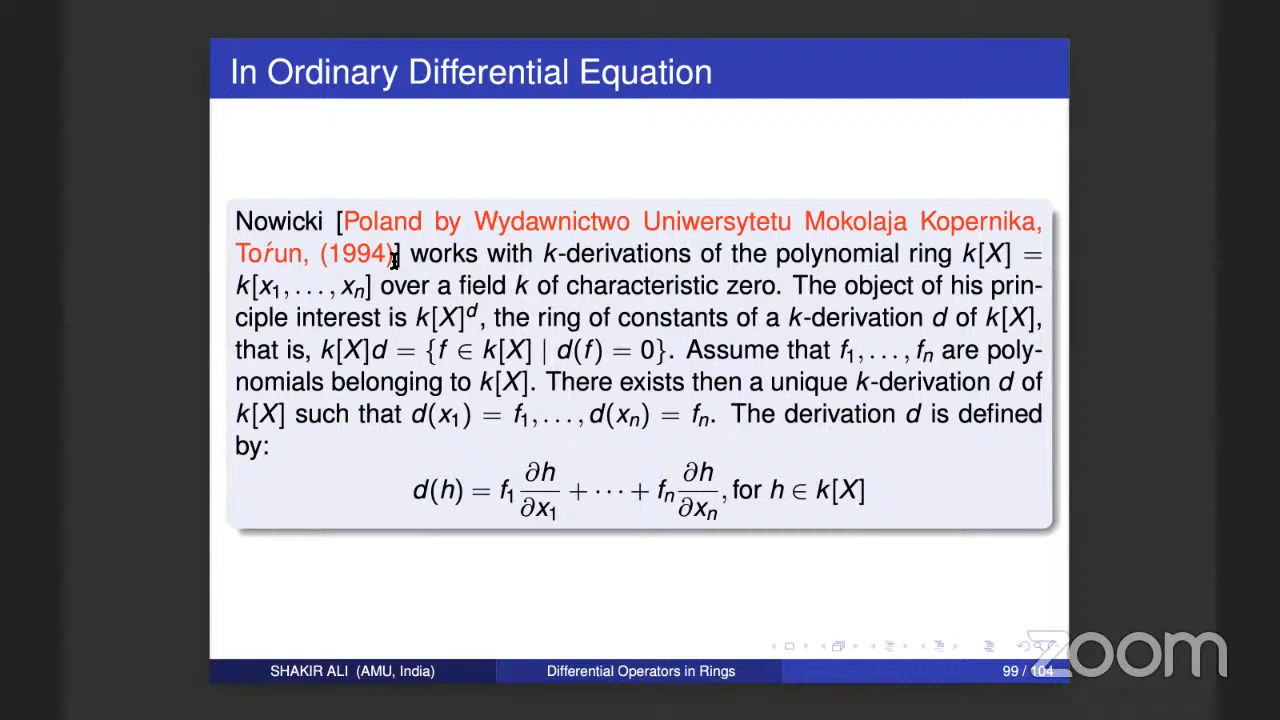 In Ordinary Differential Equation
Nowicki [Poland by Wydawnictwo Uniwersytetu Mokolaja Kopernika,
Toŕun, (1994)] works with k-derivations of the polynomial ring k[X] =
k[x₁, . . . , xₙ] over a field k of characteristic zero. The object of his prin-
ciple interest is k[X]ᵈ, the ring of constants of a k-derivation d of k[X],
that is, k[X]d = {f ∈ k[X] | d(f) = 0}. Assume that f₁, . . . , fₙ are poly-
nomials belonging to k[X]. There exists then a unique k-derivation d of
k[X] such that d(x₁) = f₁, . . . , d(xₙ) = fₙ. The derivation d is defined
by:
d(h) = f₁ ∂h/∂x₁ + · · · + fₙ ∂h/∂xₙ, for h ∈ k[X]
SHAKIR ALI (AMU, India) Differential Operators in Rings 99 / 104
zoom